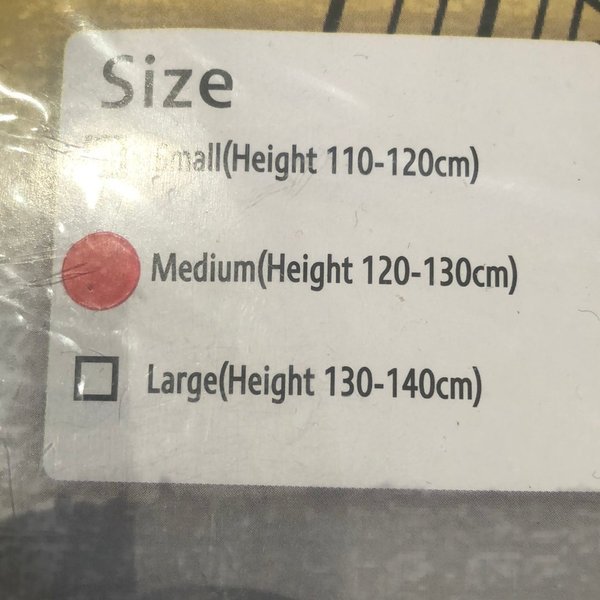 Size
Small(Height 110-120cm)
Medium(Height 120-130cm)
Large(Height 130-140cm)